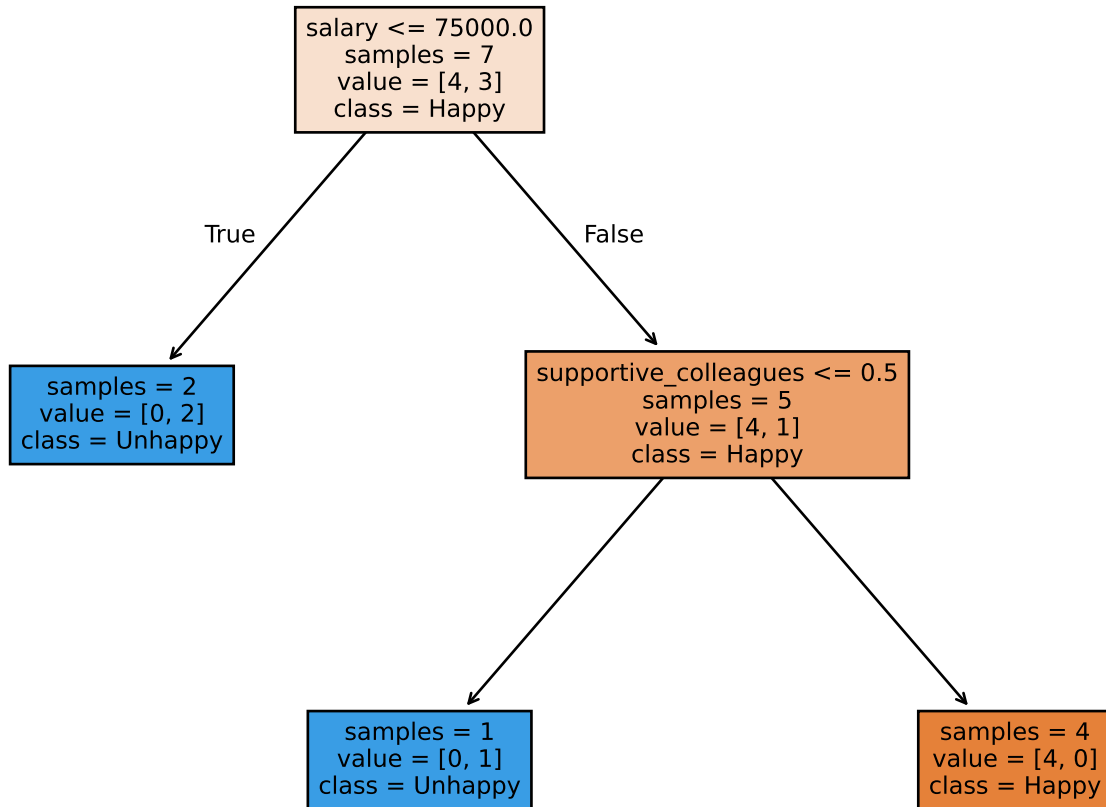 salary <= 75000.0
samples = 7
value = [4, 3]
class = Happy
True
False
samples = 2
value = [0, 2]
class = Unhappy
supportive_colleagues <= 0.5
samples = 5
value = [4, 1]
class = Happy
samples = 1
value = [0, 1]
class = Unhappy
samples = 4
value = [4, 0]
class = Happy